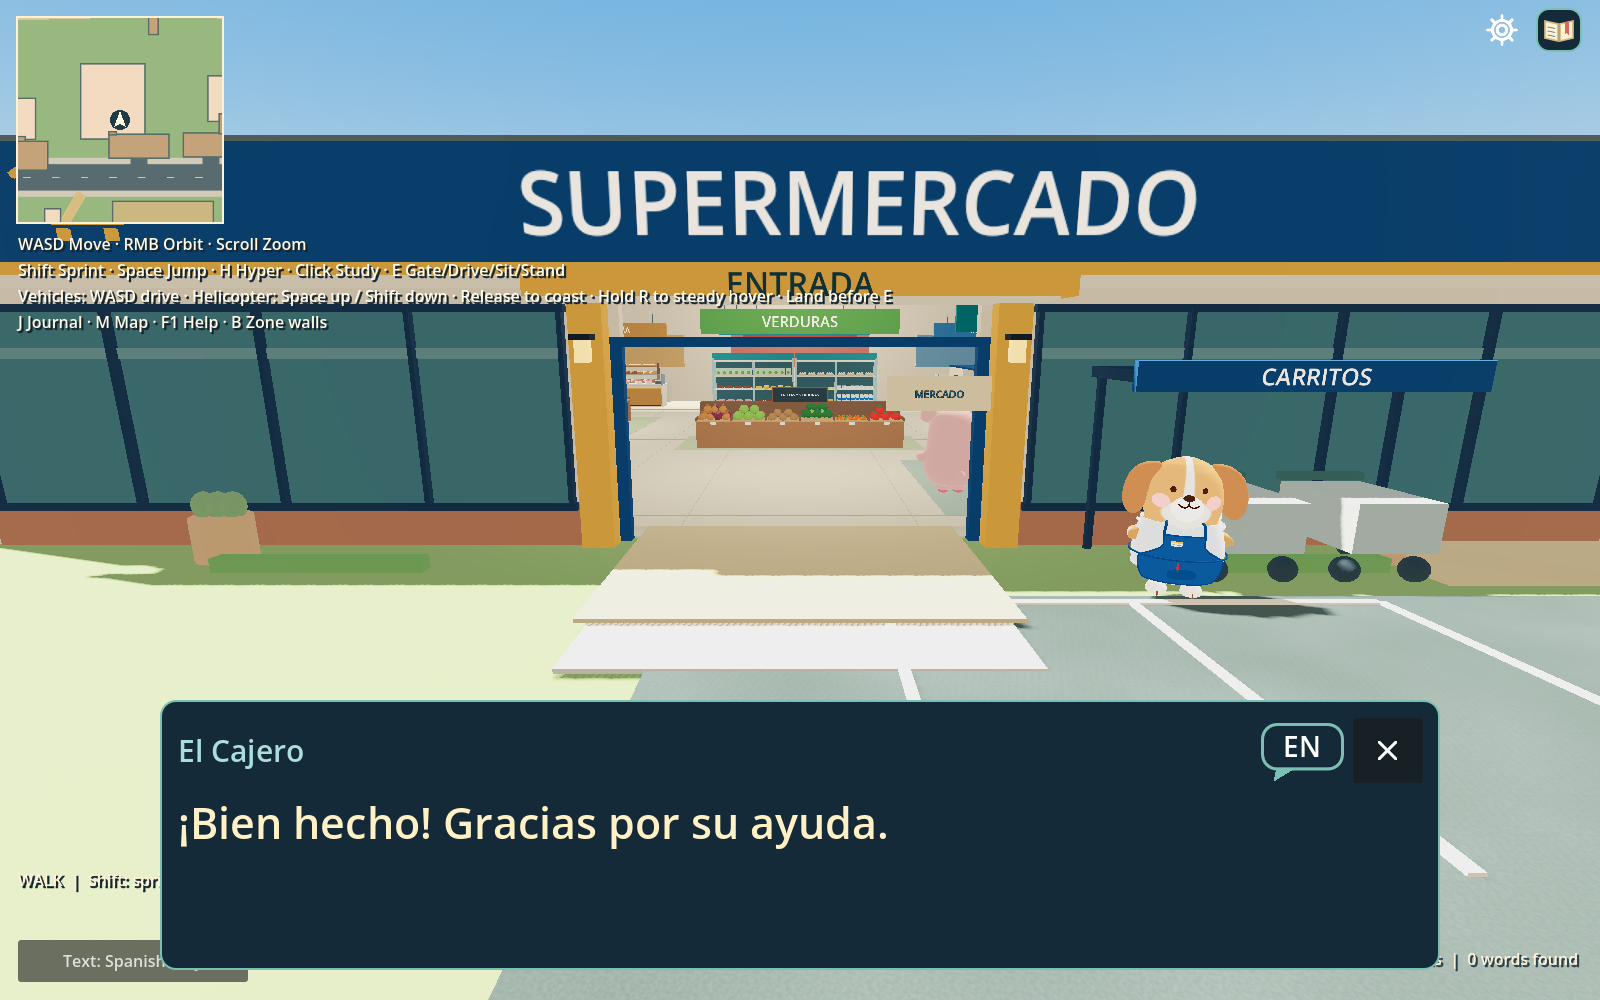 SUPERMERCADO
WASD Move · RMB Orbit · Scroll Zoom
Shift Sprint · Space Jump · H Hyper · Click Study · E Gate/Drive/Sit/Stand
ENTRADA
Vehicles: WASD drive · Helicopter: Space up / Shift down · Release to coast · Hold R to steady hover · Land before E
J Journal · M Map · F1 Help · B Zone walls
VERDURAS
CARRITOS
MERCADO
El Cajero
EN
¡Bien hecho! Gracias por su ayuda.
WALK | Shift:
Text: Spanish
| 0 words found